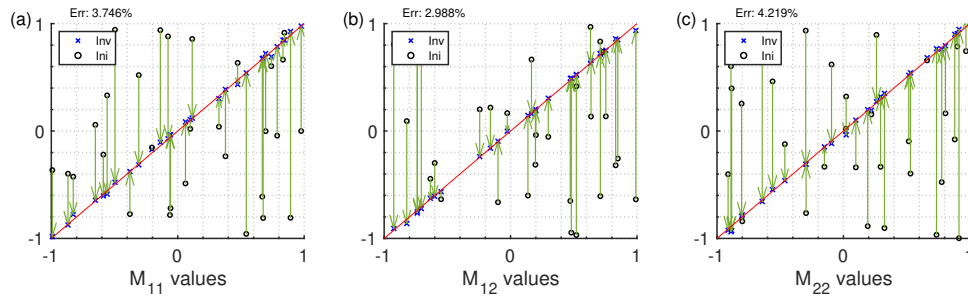 (a) Err: 3.746%
1
Inv
Ini
0
-1
-1 0 1
M11 values
(b) Err: 2.988%
1
Inv
Ini
0
-1
-1 0 1
M12 values
(c) Err: 4.219%
1
Inv
Ini
0
-1
-1 0 1
M22 values